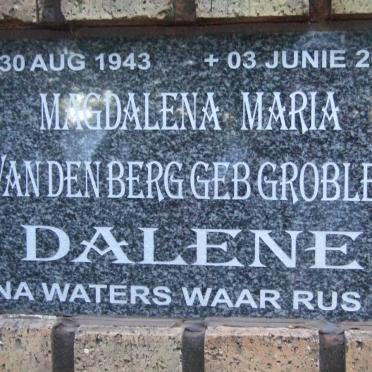 30 AUG 1943 + 03 JUNIE 2
MAGDALENA MARIA
VAN DEN BERG GEB GROBLE
DALENE
NA WATERS WAAR RUS